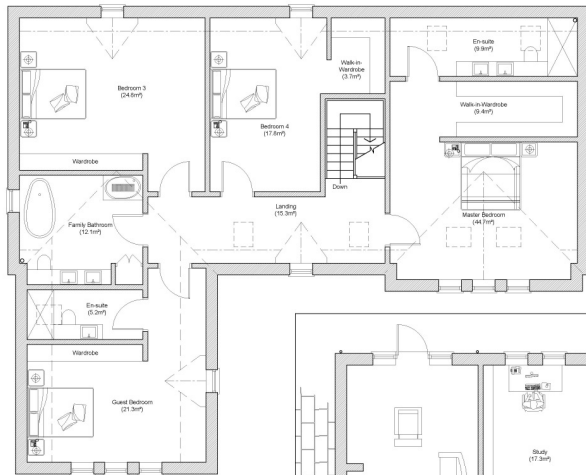 En-suite
(9.9m²)
Walk-in-
Wardrobe
(3.7m²)
Bedroom 3
(24.6m²)
Walk-in-Wardrobe
(9.4m²)
Bedroom 4
(17.8m²)
Wardrobe
Down
Landing
(15.3m²)
Master Bedroom
(44.7m²)
Family Bathroom
(12.1m²)
En-suite
(5.2m²)
Wardrobe
Guest Bedroom
(21.3m²)
Study
(17.3m²)